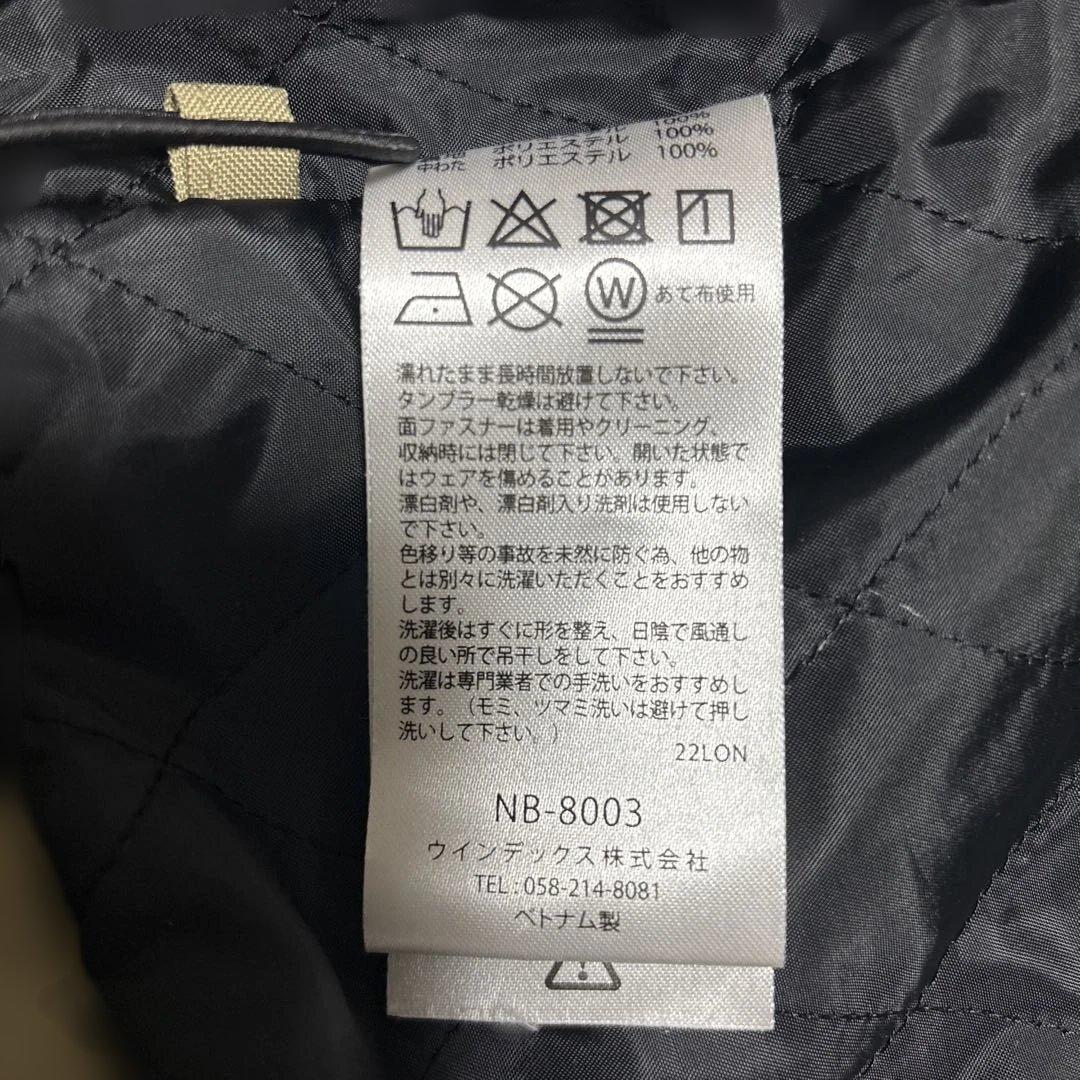 100%
ポリエステル 100%
中わた ポリエステル 100%
W あて布使用
濡れたまま長時間放置しないで下さい。
タンブラー乾燥は避けて下さい。
面ファスナーは着用やクリーニング、
収納時には閉じて下さい。開いた状態で
はウェアを傷めることがあります。
漂白剤や、漂白剤入り洗剤は使用しない
で下さい。
色移り等の事故を未然に防ぐ為、他の物
とは別々に洗濯いただくことをおすすめ
します。
洗濯後はすぐに形を整え、日陰で風通し
の良い所で吊干しをして下さい。
洗濯は専門業者での手洗いをおすすめし
ます。（モミ、ツマミ洗いは避けて押し
洗いして下さい。）
22LON
NB-8003
ウインデックス株式会社
TEL : 058-214-8081
ベトナム製